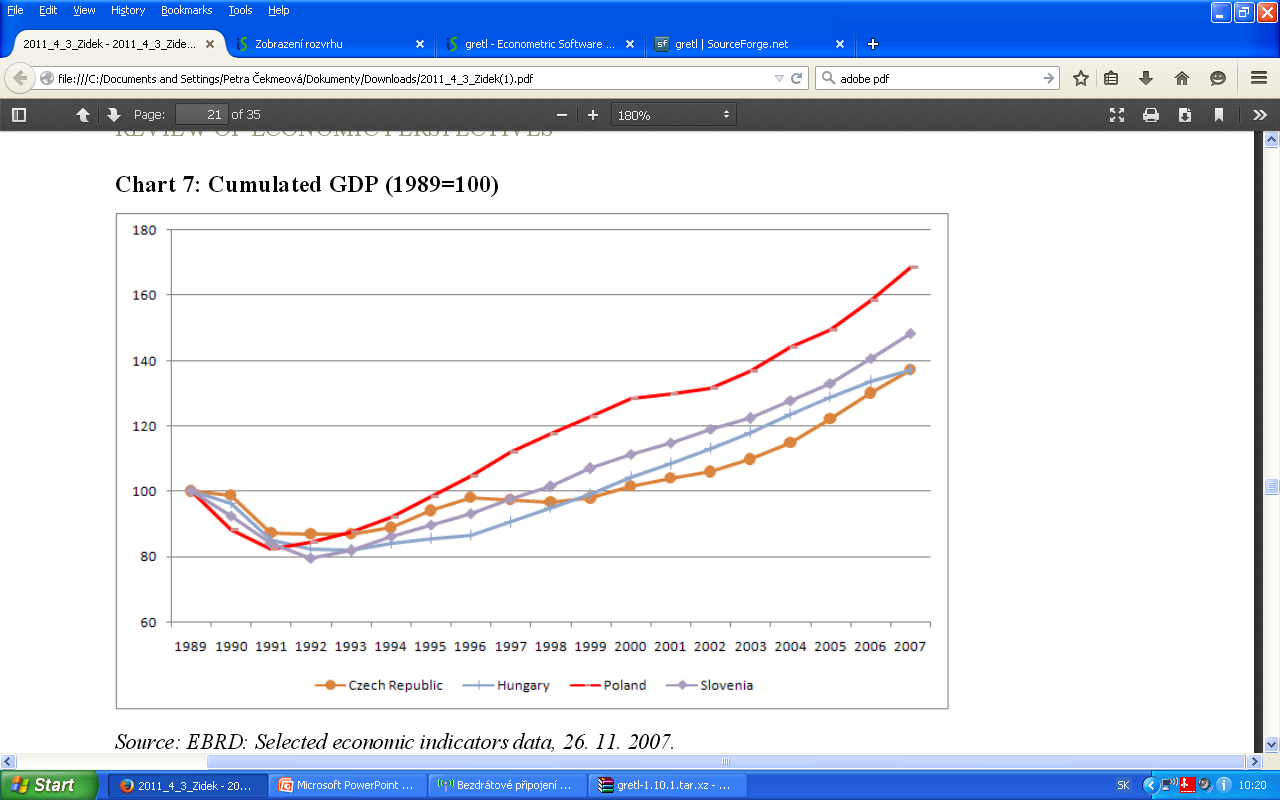 File Edit View History Bookmarks Tools Help
2011_4_3_Zidek - 2011_4_3_Zide... Zobrazení rozvrhu gretl - Econometric Software ... gretl | SourceForge.net
file:///C:/Documents and Settings/Petra Čekmeová/Dokumenty/Downloads/2011_4_3_Zidek(1).pdf adobe pdf
Page: 21 of 35 180%
REVIEW OF ECONOMIC PERSPECTIVES
Chart 7: Cumulated GDP (1989=100)
180
160
140
120
100
80
60
1989 1990 1991 1992 1993 1994 1995 1996 1997 1998 1999 2000 2001 2002 2003 2004 2005 2006 2007
Czech Republic Hungary Poland Slovenia
Source: EBRD: Selected economic indicators data, 26. 11. 2007.
Start 2011_4_3_Zidek - 20... Microsoft PowerPoint ... Bezdrátové připojení ... gretl-1.10.1.tar.xz - ... SK 10:20